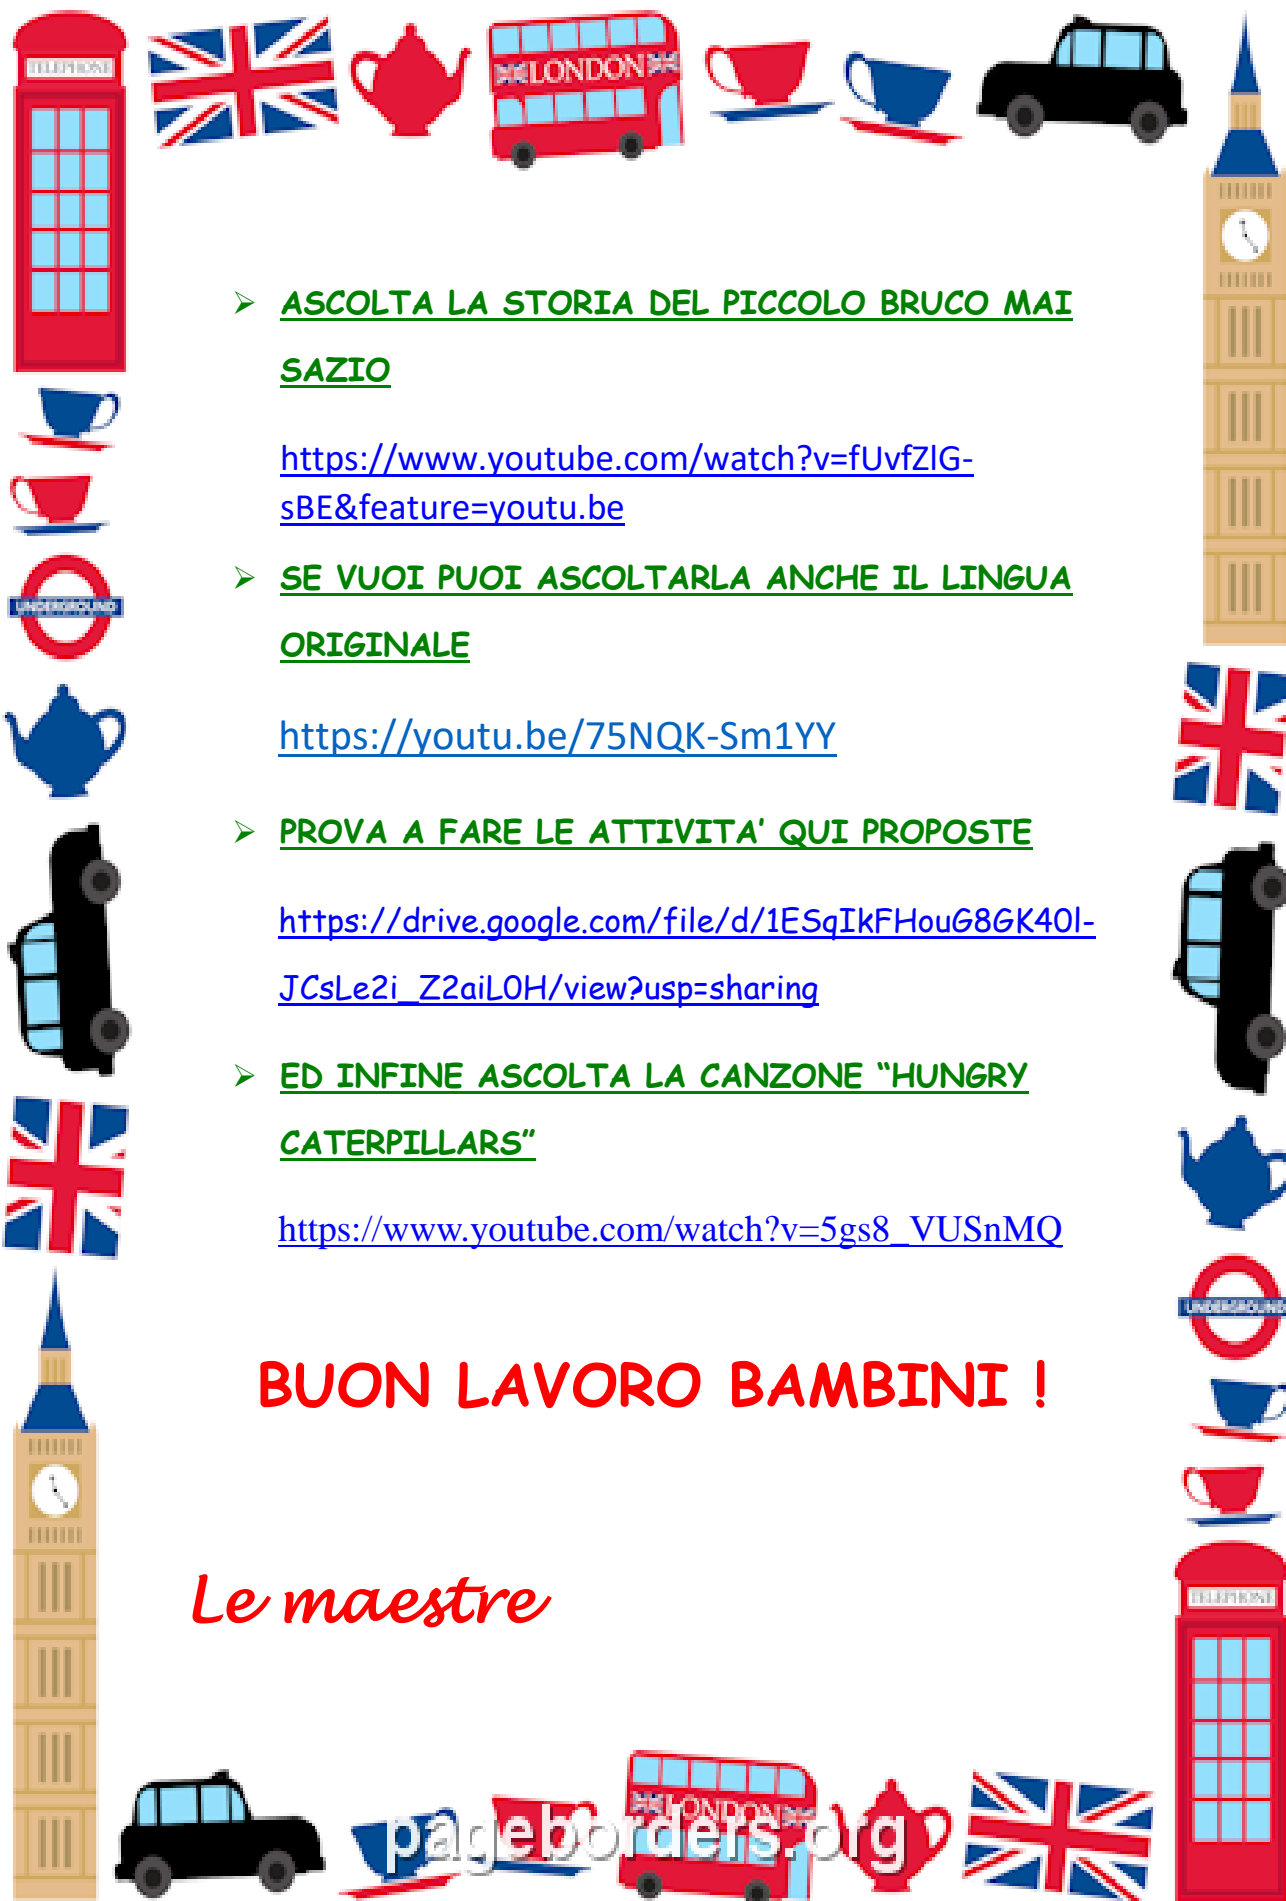 TELEPHONE
LONDON
➢ ASCOLTA LA STORIA DEL PICCOLO BRUCO MAI
SAZIO
https://www.youtube.com/watch?v=fUvfZlG-
sBE&feature=youtu.be
➢ SE VUOI PUOI ASCOLTARLA ANCHE IL LINGUA
ORIGINALE
UNDERGROUND
https://youtu.be/75NQK-Sm1YY
➢ PROVA A FARE LE ATTIVITA’ QUI PROPOSTE
https://drive.google.com/file/d/1ESqIkFHouG8GK40l-
JCsLe2i_Z2aiL0H/view?usp=sharing
➢ ED INFINE ASCOLTA LA CANZONE “HUNGRY
CATERPILLARS”
https://www.youtube.com/watch?v=5gs8_VUSnMQ
UNDERGROUND
BUON LAVORO BAMBINI !
Le maestre
TELEPHONE
LONDON
pageborders.org